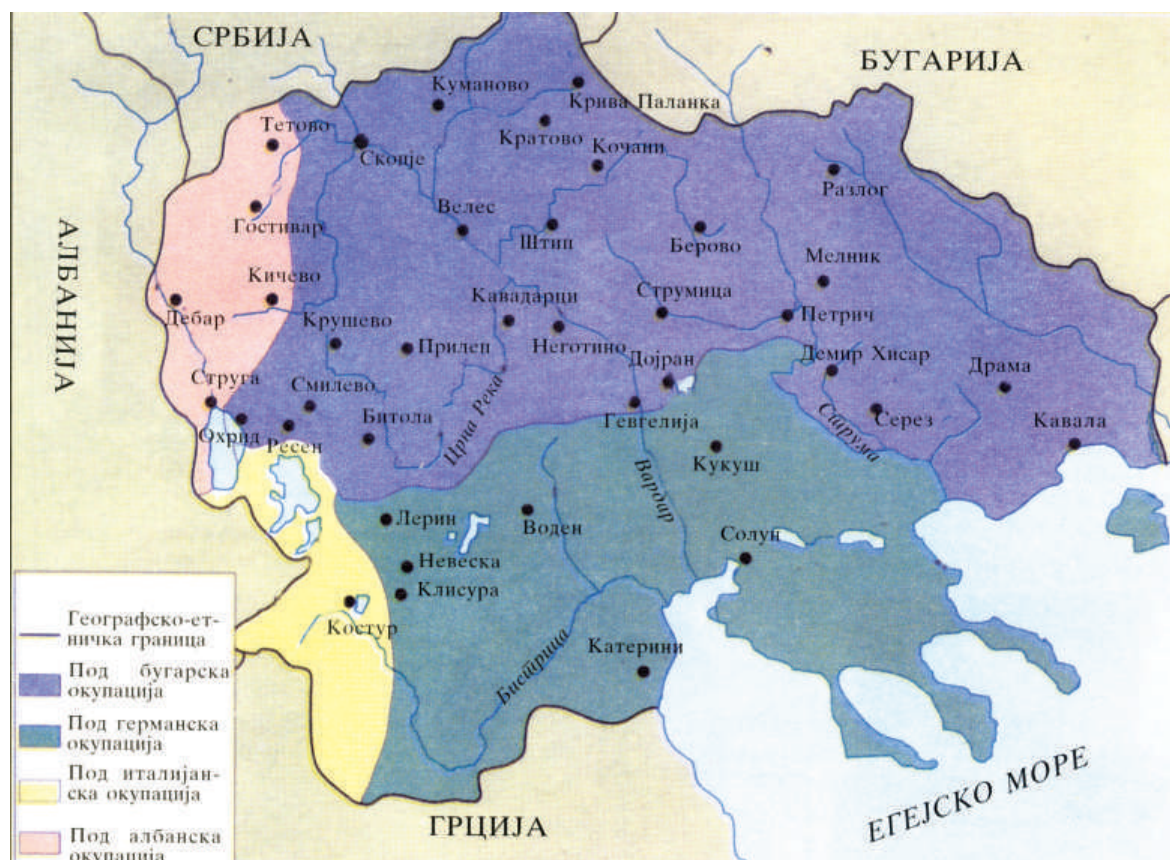 СРБИЈА
БУГАРИЈА
АЛБАНИЈА
Куманово
Крива Паланка
Тетово
Кратово
Скопје
Кочани
Разлог
Гостивар
Велес
Штип
Берово
Мелник
Кичево
Дебар
Кавадарци
Струмица
Крушево
Петрич
Прилеп
Неготино
Дојран
Демир Хисар
Драма
Струга
Смилево
Битола
Црна Река
Гевгелија
Струма
Серез
Кавала
Охрид
Ресен
Кукуш
Вардар
Лерин
Воден
Солун
Невеска
Клисура
Костур
Бистрица
Катерини
ГРЦИЈА
ЕГЕЈСКО МОРЕ
Географско-ет-
ничка граница
Под бугарска
окупација
Под германска
окупација
Под италијан-
ска окупација
Под албанска
окупација